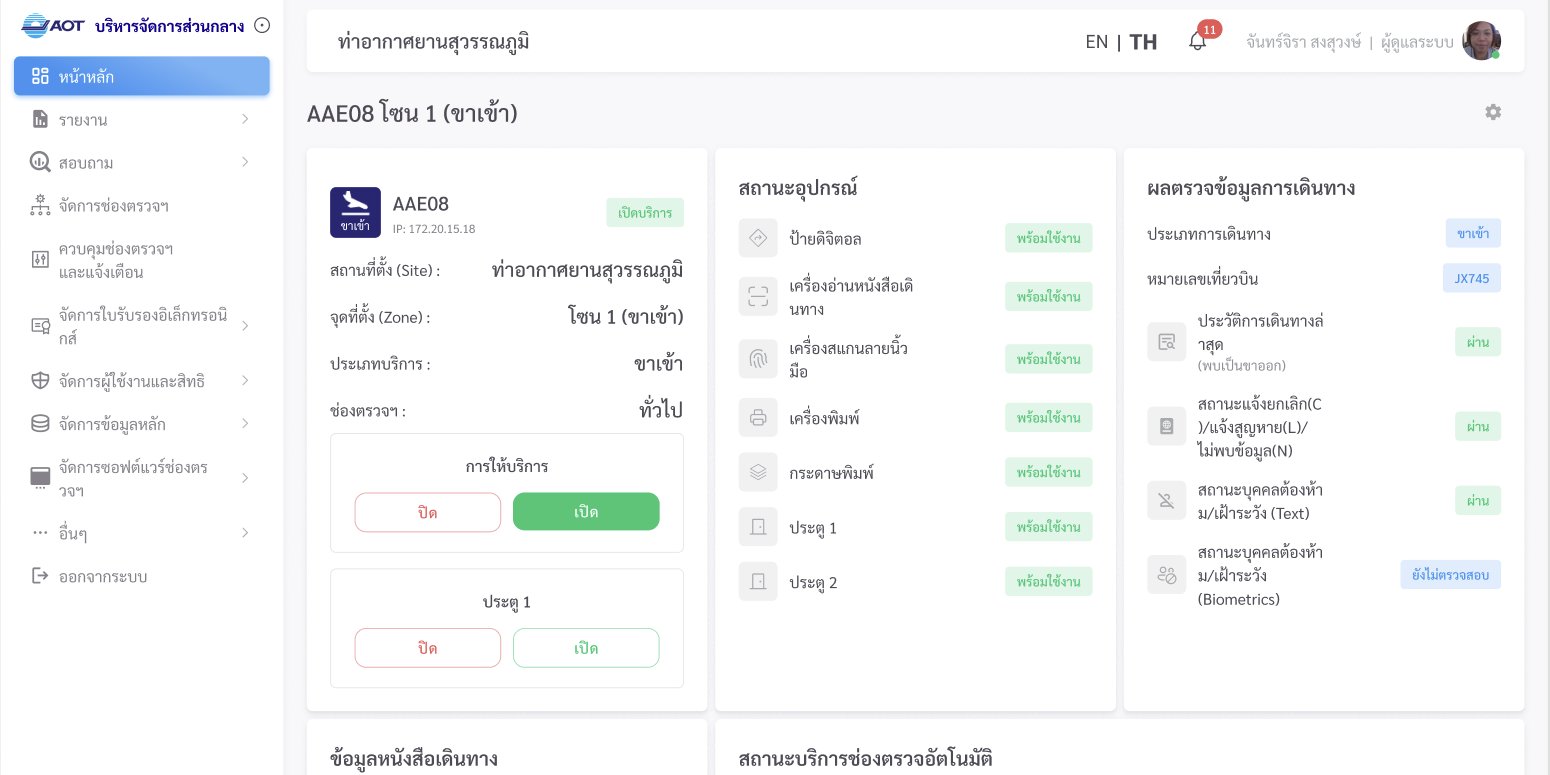 AOT บริหารจัดการส่วนกลาง
หน้าหลัก
รายงาน
สอบถาม
จัดการช่องตรวจฯ
ควบคุมช่องตรวจฯ
และแจ้งเตือน
จัดการใบรับรองอิเล็กทรอนิ
กส์
จัดการผู้ใช้งานและสิทธิ
จัดการข้อมูลหลัก
จัดการซอฟต์แวร์ช่องตร
วจฯ
อื่นๆ
ออกจากระบบ
ท่าอากาศยานสุวรรณภูมิ
EN | TH
11
จันทร์จิรา สงสุวงษ์ | ผู้ดูแลระบบ
AAE08 โซน 1 (ขาเข้า)
ขาเข้า
AAE08
IP: 172.20.15.18
เปิดบริการ
สถานที่ตั้ง (Site) : ท่าอากาศยานสุวรรณภูมิ
จุดที่ตั้ง (Zone) : โซน 1 (ขาเข้า)
ประเภทบริการ : ขาเข้า
ช่องตรวจฯ : ทั่วไป
การให้บริการ
ปิด เปิด
ประตู 1
ปิด เปิด
สถานะอุปกรณ์
ป้ายดิจิตอล พร้อมใช้งาน
เครื่องอ่านหนังสือเดิ
นทาง
พร้อมใช้งาน
เครื่องสแกนลายนิ้ว
มือ
พร้อมใช้งาน
เครื่องพิมพ์ พร้อมใช้งาน
กระดาษพิมพ์ พร้อมใช้งาน
ประตู 1 พร้อมใช้งาน
ประตู 2 พร้อมใช้งาน
ผลตรวจข้อมูลการเดินทาง
ประเภทการเดินทาง ขาเข้า
หมายเลขเที่ยวบิน JX745
ประวัติการเดินทางล่
าสุด
(พบเป็นขาออก)
ผ่าน
สถานะแจ้งยกเลิก(C
)/แจ้งสูญหาย(L)/
ไม่พบข้อมูล(N)
ผ่าน
สถานะบุคคลต้องห้า
ม/เฝ้าระวัง (Text)
ผ่าน
สถานะบุคคลต้องห้า
ม/เฝ้าระวัง
(Biometrics)
ยังไม่ตรวจสอบ
ข้อมูลหนังสือเดินทาง
สถานะบริการช่องตรวจอัตโนมัติ